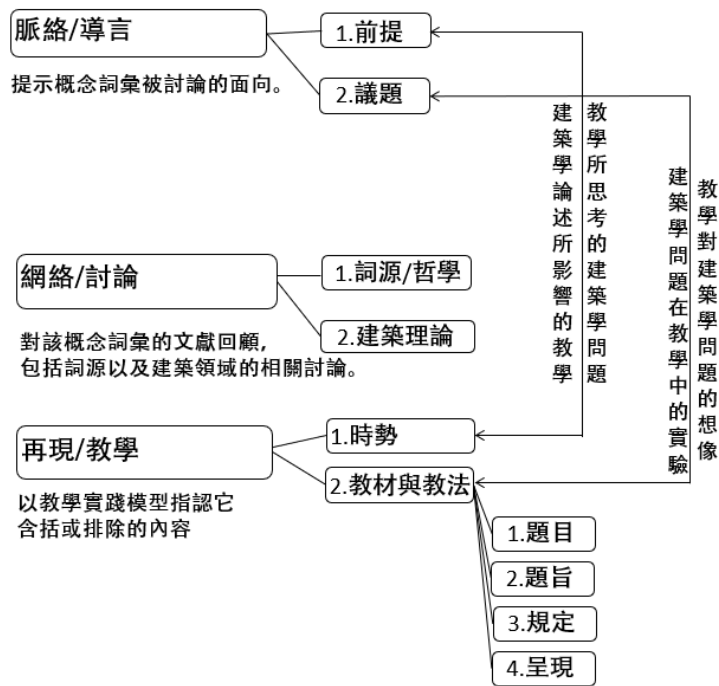 脈絡/導言
1.前提
2.議題
提示概念詞彙被討論的面向。
建築學論述所影響的教學
教學所思考的建築學問題
建築學問題在教學中的實驗
教學對建築學問題的想像
網絡/討論
1.詞源/哲學
2.建築理論
對該概念詞彙的文獻回顧,
包括詞源以及建築領域的相關討論。
再現/教學
1.時勢
2.教材與教法
以教學實踐模型指認它
含括或排除的內容
1.題目
2.題旨
3.規定
4.呈現